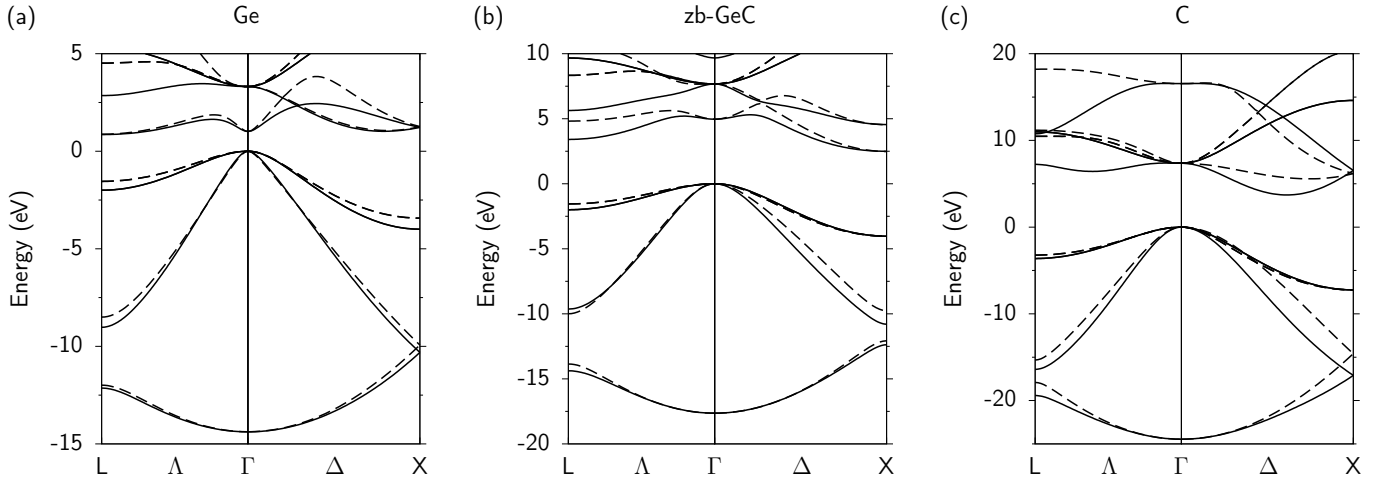 (a) Ge
Energy (eV)
5
0
-5
-10
-15
L Λ Γ Δ X
(b) zb-GeC
Energy (eV)
10
5
0
-5
-10
-15
-20
L Λ Γ Δ X
(c) C
Energy (eV)
20
10
0
-10
-20
L Λ Γ Δ X